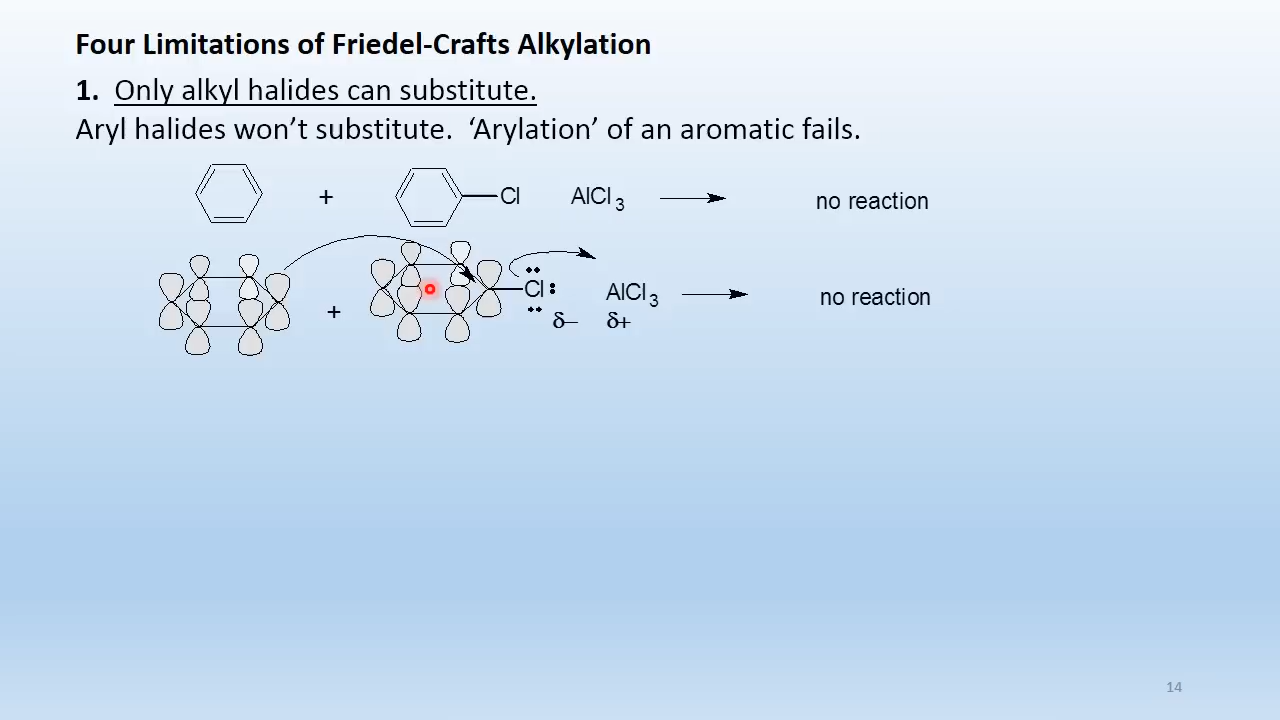 Four Limitations of Friedel-Crafts Alkylation
1. Only alkyl halides can substitute.
Aryl halides won’t substitute. ‘Arylation’ of an aromatic fails.
+ Cl AlCl3 no reaction
+ Cl AlCl3 no reaction
δ– δ+
14